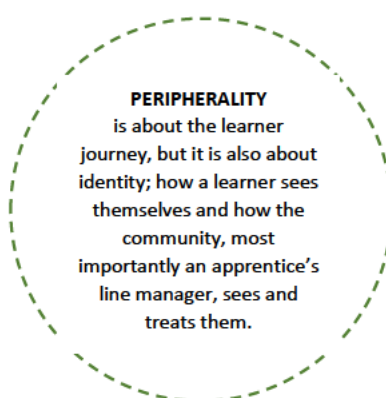 PERIPHERALITY
is about the learner
journey, but it is also about
identity; how a learner sees
themselves and how the
community, most
importantly an apprentice’s
line manager, sees and
treats them.